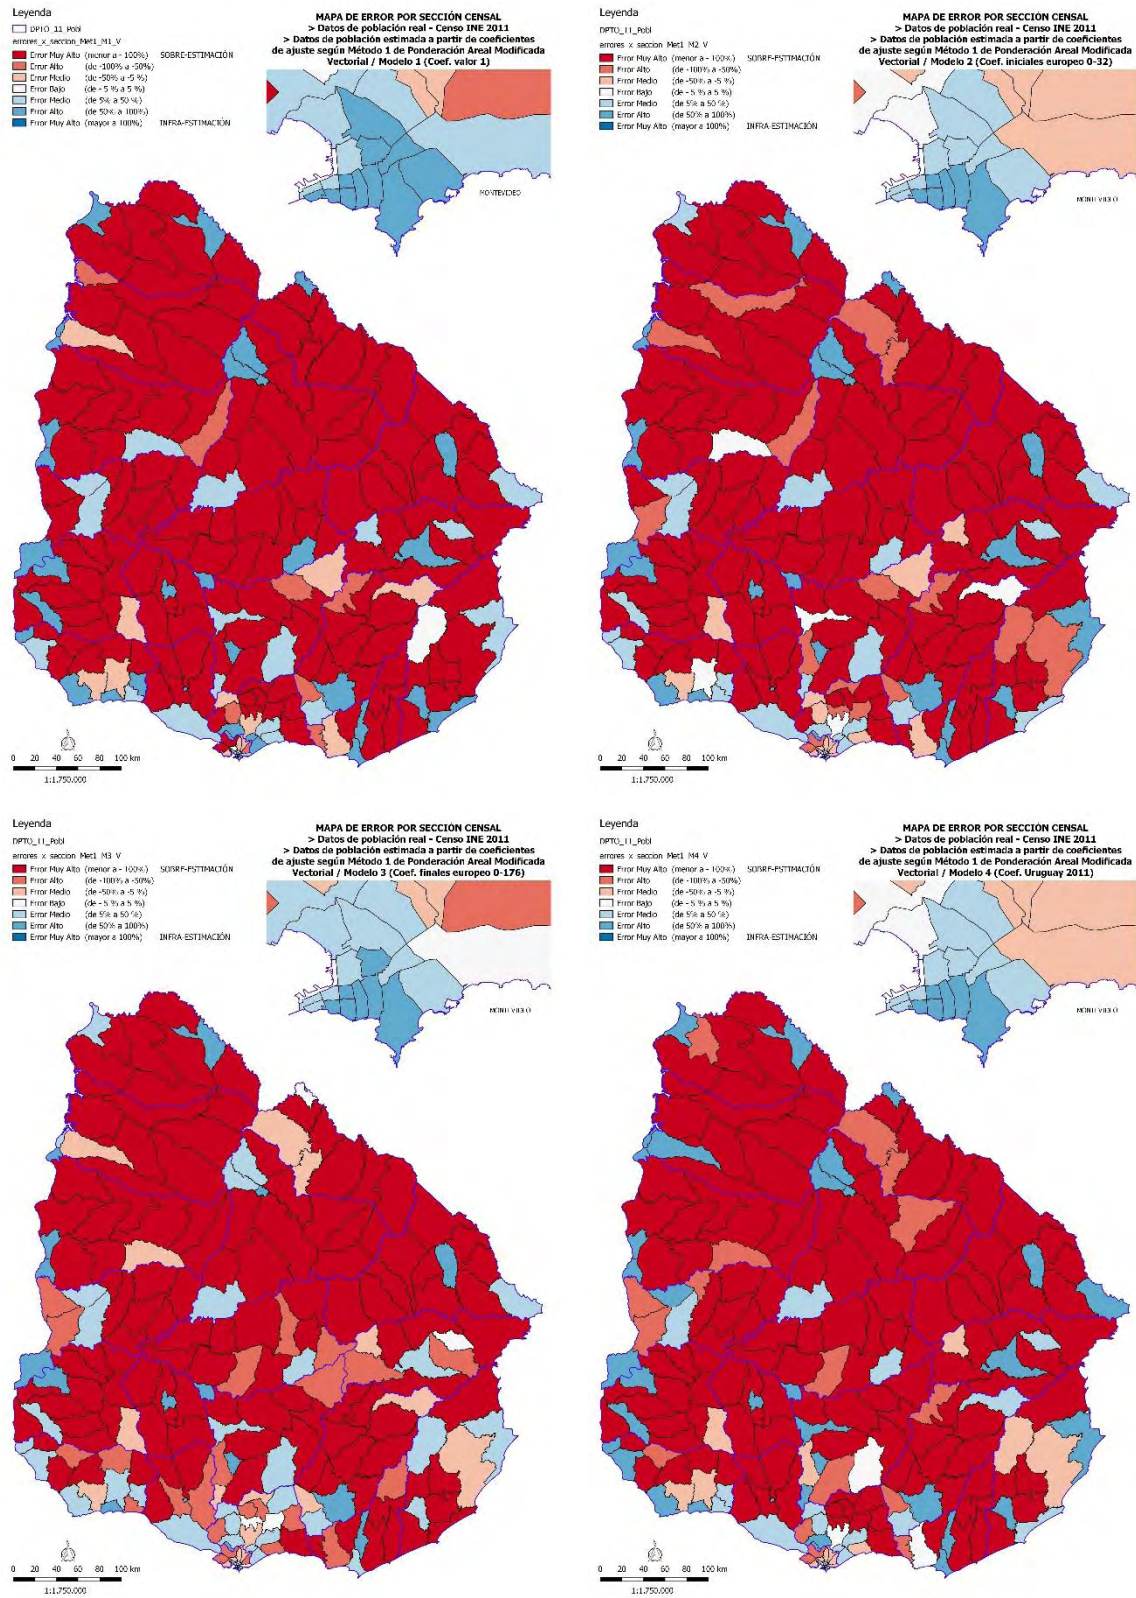 Leyenda
DPTO_11_Pobl
errores_x_seccion_Met1_M1_V
Error Muy Alto (menor a - 100%) SOBRE-ESTIMACIÓN
Error Alto (de -100% a -50%)
Error Medio (de -50% a -5 %)
Error Bajo (de - 5 % a 5 %)
Error Medio (de 5% a 50 %)
Error Alto (de 50% a 100%)
Error Muy Alto (mayor a 100%) INFRA-ESTIMACIÓN
MAPA DE ERROR POR SECCIÓN CENSAL
> Datos de población real - Censo INE 2011
> Datos de población estimada a partir de coeficientes
de ajuste según Método 1 de Ponderación Areal Modificada
Vectorial / Modelo 1 (Coef. valor 1)
MONTEVIDEO
0 20 40 60 80 100 km
1:1.750.000
Leyenda
DPTO_11_Pobl
errores_x_seccion_Met1_M2_V
Error Muy Alto (menor a - 100%) SOBRE-ESTIMACIÓN
Error Alto (de -100% a -50%)
Error Medio (de -50% a -5 %)
Error Bajo (de - 5 % a 5 %)
Error Medio (de 5% a 50 %)
Error Alto (de 50% a 100%)
Error Muy Alto (mayor a 100%) INFRA-ESTIMACIÓN
MAPA DE ERROR POR SECCIÓN CENSAL
> Datos de población real - Censo INE 2011
> Datos de población estimada a partir de coeficientes
de ajuste según Método 1 de Ponderación Areal Modificada
Vectorial / Modelo 2 (Coef. iniciales europeo 0-32)
MONTEVIDEO
0 20 40 60 80 100 km
1:1.750.000
Leyenda
DPTO_11_Pobl
errores_x_seccion_Met1_M3_V
Error Muy Alto (menor a - 100%) SOBRE-ESTIMACIÓN
Error Alto (de -100% a -50%)
Error Medio (de -50% a -5 %)
Error Bajo (de - 5 % a 5 %)
Error Medio (de 5% a 50 %)
Error Alto (de 50% a 100%)
Error Muy Alto (mayor a 100%) INFRA-ESTIMACIÓN
MAPA DE ERROR POR SECCIÓN CENSAL
> Datos de población real - Censo INE 2011
> Datos de población estimada a partir de coeficientes
de ajuste según Método 1 de Ponderación Areal Modificada
Vectorial / Modelo 3 (Coef. finales europeo 0-176)
MONTEVIDEO
0 20 40 60 80 100 km
1:1.750.000
Leyenda
DPTO_11_Pobl
errores_x_seccion_Met1_M4_V
Error Muy Alto (menor a - 100%) SOBRE-ESTIMACIÓN
Error Alto (de -100% a -50%)
Error Medio (de -50% a -5 %)
Error Bajo (de - 5 % a 5 %)
Error Medio (de 5% a 50 %)
Error Alto (de 50% a 100%)
Error Muy Alto (mayor a 100%) INFRA-ESTIMACIÓN
MAPA DE ERROR POR SECCIÓN CENSAL
> Datos de población real - Censo INE 2011
> Datos de población estimada a partir de coeficientes
de ajuste según Método 1 de Ponderación Areal Modificada
Vectorial / Modelo 4 (Coef. Uruguay 2011)
MONTEVIDEO
0 20 40 60 80 100 km
1:1.750.000